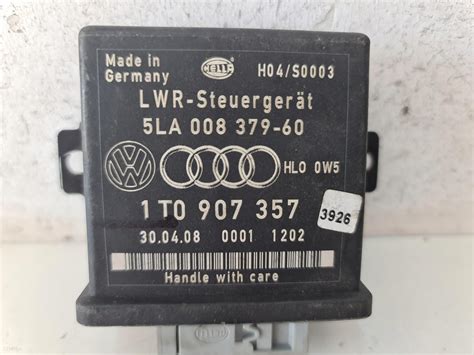 Made in
Germany
HELLA
H04/S0003
LWR-Steuergerät
5LA 008 379-60
HLO 0W5
1T0 907 357
3926
30.04.08 0001 1202
Handle with care